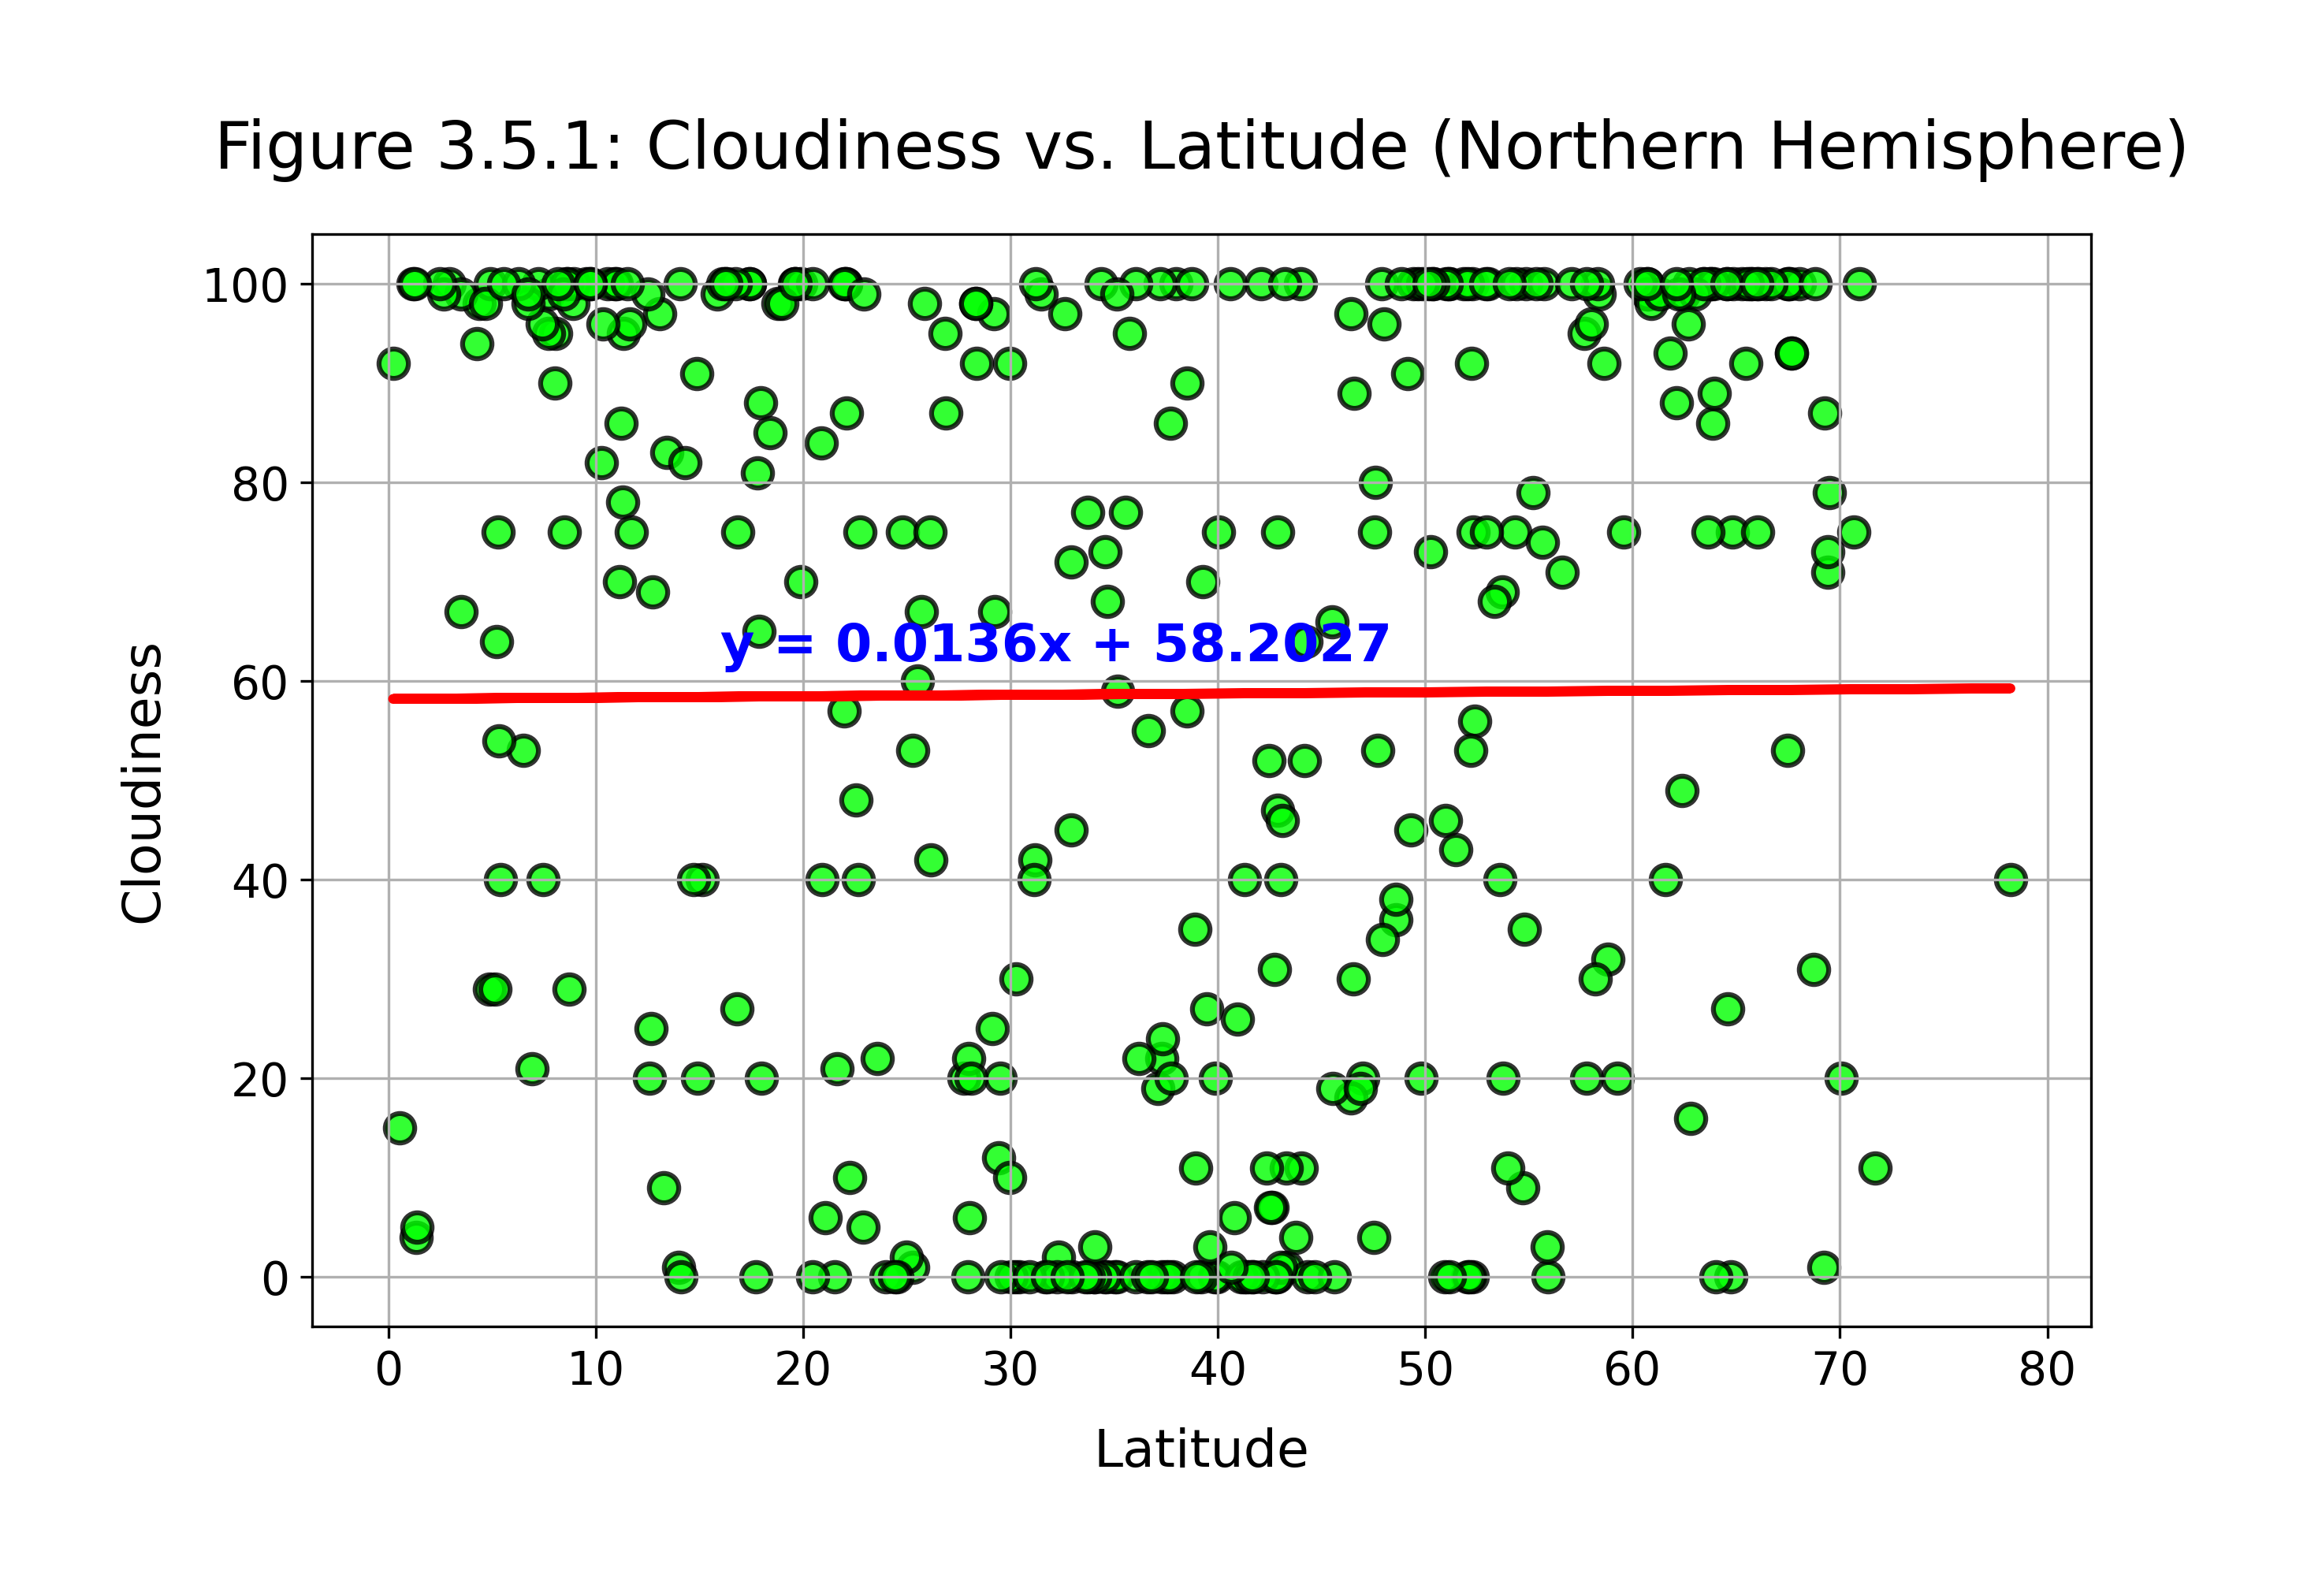 Figure 3.5.1: Cloudiness vs. Latitude (Northern Hemisphere)
100
80
60
40
20
0
Cloudiness
y = 0.0136x + 58.2027
0 10 20 30 40 50 60 70 80
Latitude